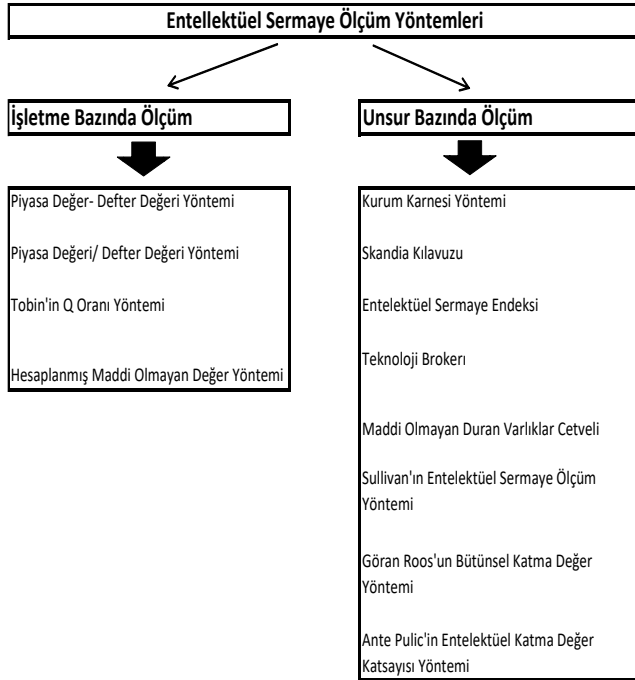 Entellektüel Sermaye Ölçüm Yöntemleri
İşletme Bazında Ölçüm
Piyasa Değer- Defter Değeri Yöntemi
Piyasa Değeri/ Defter Değeri Yöntemi
Tobin'in Q Oranı Yöntemi
Hesaplanmış Maddi Olmayan Değer Yöntemi
Unsur Bazında Ölçüm
Kurum Karnesi Yöntemi
Skandia Kılavuzu
Entelektüel Sermaye Endeksi
Teknoloji Brokerı
Maddi Olmayan Duran Varlıklar Cetveli
Sullivan'ın Entelektüel Sermaye Ölçüm
Yöntemi
Göran Roos'un Bütünsel Katma Değer
Yöntemi
Ante Pulic'in Entelektüel Katma Değer
Katsayısı Yöntemi